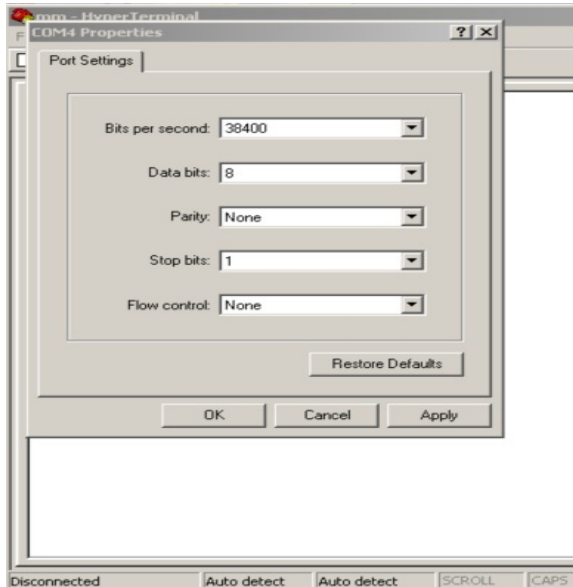 mm - HyperTerminal
COM4 Properties
F
Port Settings
Bits per second: 38400
Data bits: 8
Parity: None
Stop bits: 1
Flow control: None
Restore Defaults
OK Cancel Apply
Disconnected Auto detect Auto detect SCROLL CAPS